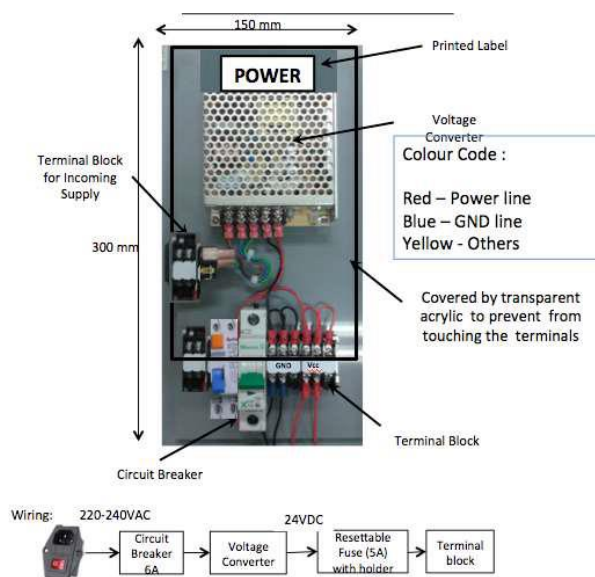 150 mm
Printed Label
POWER
Voltage
Converter
Colour Code :
Red – Power line
Blue – GND line
Yellow - Others
Terminal Block
for Incoming
Supply
300 mm
Covered by transparent
acrylic to prevent from
touching the terminals
GND
Vcc
Terminal Block
Circuit Breaker
Wiring:
220-240VAC
24VDC
Circuit
Breaker
6A
Voltage
Converter
Resettable
Fuse (5A)
with holder
Terminal
block